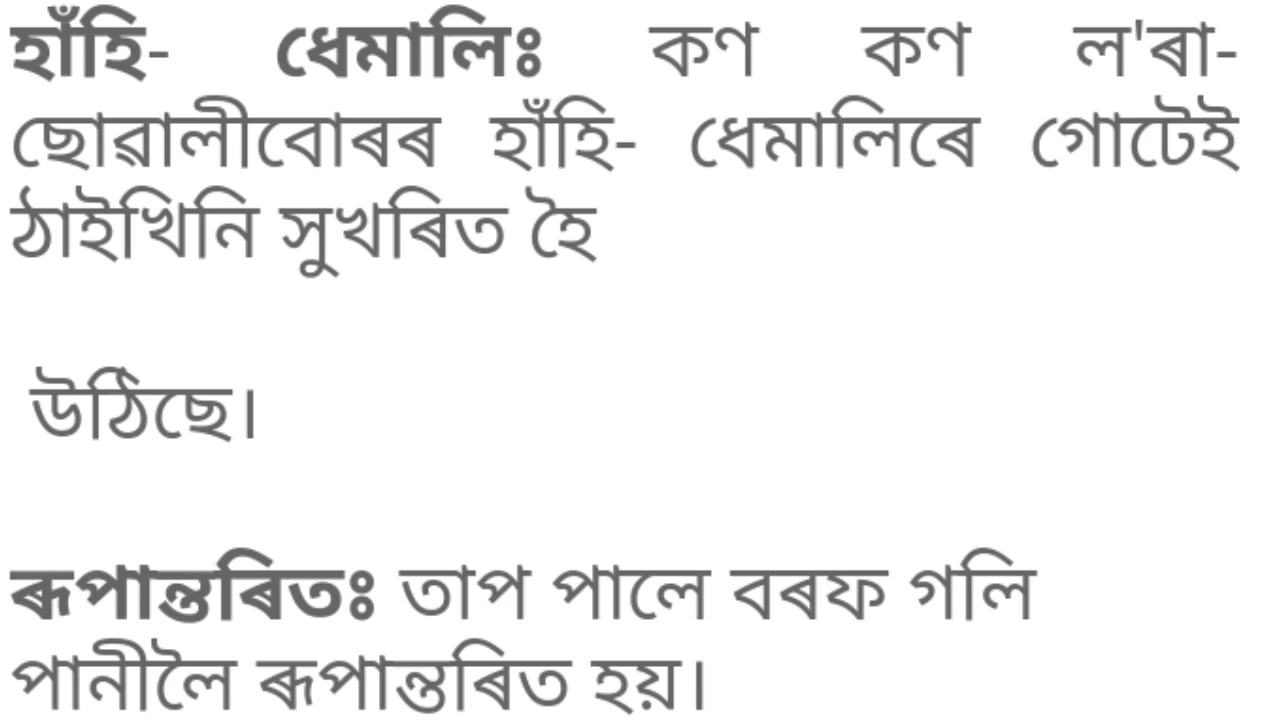 হাঁহি- ধেমালিঃ কণ কণ ল'ৰা-
ছোৱালীবোৰৰ হাঁহি- ধেমালিৰে গোটেই
ঠাইখিনি সুখৰিত হৈ
উঠিছে।
ৰূপান্তৰিতঃ তাপ পালে বৰফ গলি
পানীলৈ ৰূপান্তৰিত হয়।